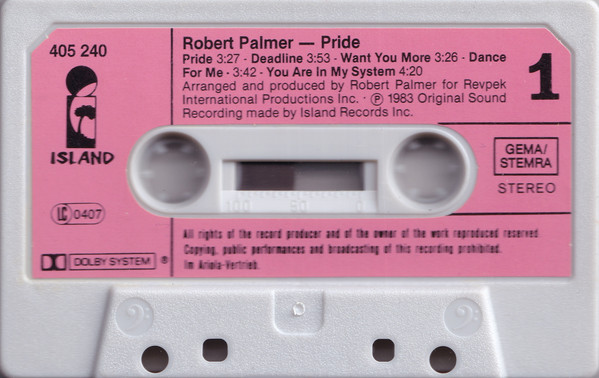 405 240
ISLAND
LC 0407
DOLBY SYSTEM ®
Robert Palmer — Pride
Pride 3:27 · Deadline 3:53 · Want You More 3:26 · Dance
For Me · 3:42 · You Are In My System 4:20
Arranged and produced by Robert Palmer for Revpek
International Productions Inc. · ℗ 1983 Original Sound
Recording made by Island Records Inc.
1
GEMA/
STEMRA
STEREO
100 50 0
All rights of the record producer and of the owner of the work reproduced reserved.
Copying, public performances and broadcasting of this recording prohibited.
Im Ariola-Vertrieb.